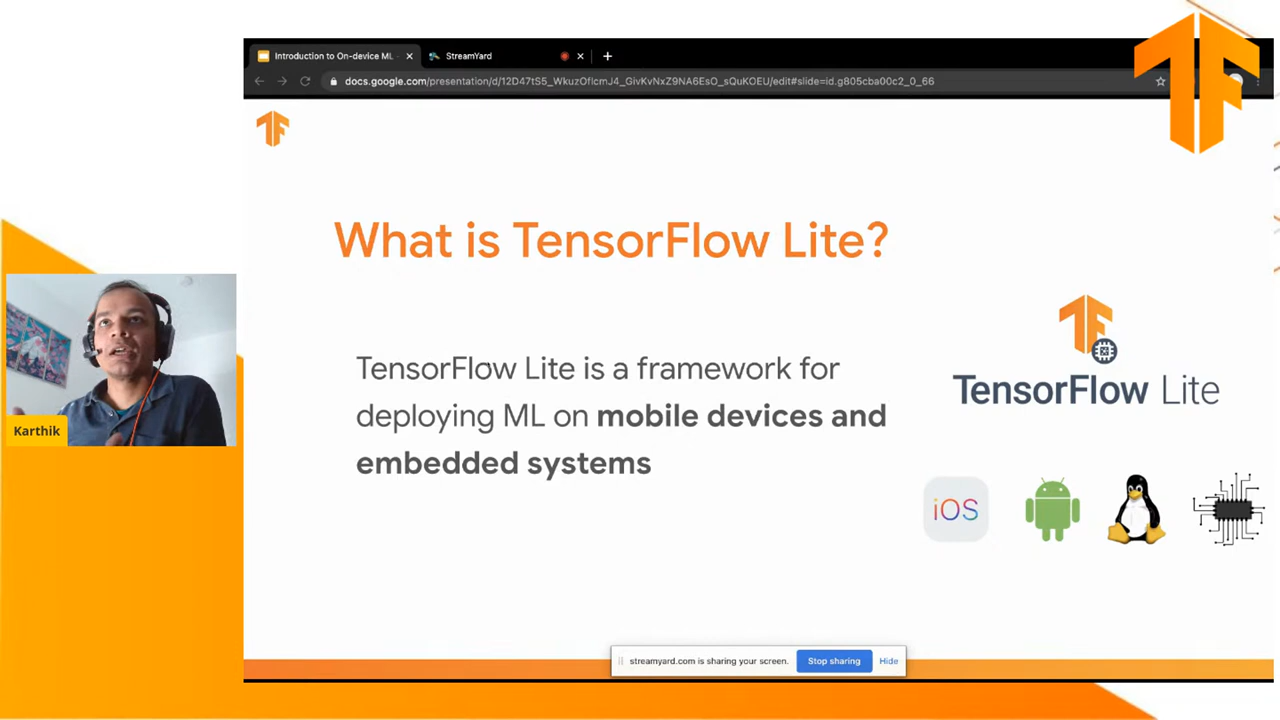 Introduction to On-device ML
StreamYard
docs.google.com/presentation/d/12D47tS5_WkuzOfIcmJ4_GivKvNxZ9NA6EsO_sQuKOEU/edit#slide=id.g805cba00c2_0_66
What is TensorFlow Lite?
TensorFlow Lite is a framework for
deploying ML on mobile devices and
embedded systems
TensorFlow Lite
iOS
Karthik
streamyard.com is sharing your screen. Stop sharing Hide